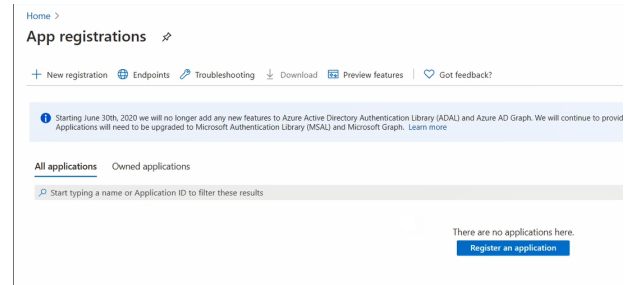 Home >
App registrations
New registration Endpoints Troubleshooting Download Preview features Got feedback?
Starting June 30th, 2020 we will no longer add any new features to Azure Active Directory Authentication Library (ADAL) and Azure AD Graph. We will continue to provid
Applications will need to be upgraded to Microsoft Authentication Library (MSAL) and Microsoft Graph. Learn more
All applications Owned applications
Start typing a name or Application ID to filter these results
There are no applications here.
Register an application